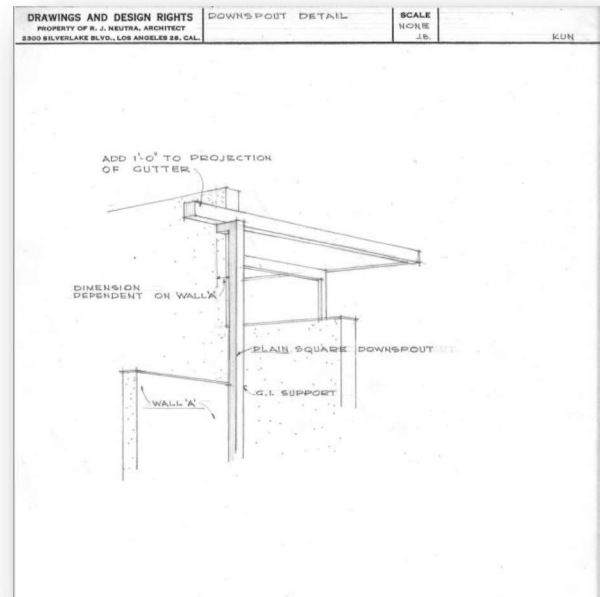 DRAWINGS AND DESIGN RIGHTS
PROPERTY OF R. J. NEUTRA, ARCHITECT
2300 SILVERLAKE BLVD., LOS ANGELES 26, CAL.
DOWNSPOUT DETAIL
SCALE
NONE
J.B.
KUN
ADD 1'-0" TO PROJECTION
OF GUTTER
DIMENSION
DEPENDENT ON WALL 'A'
PLAIN SQUARE DOWNSPOUT
G.I. SUPPORT
WALL 'A'